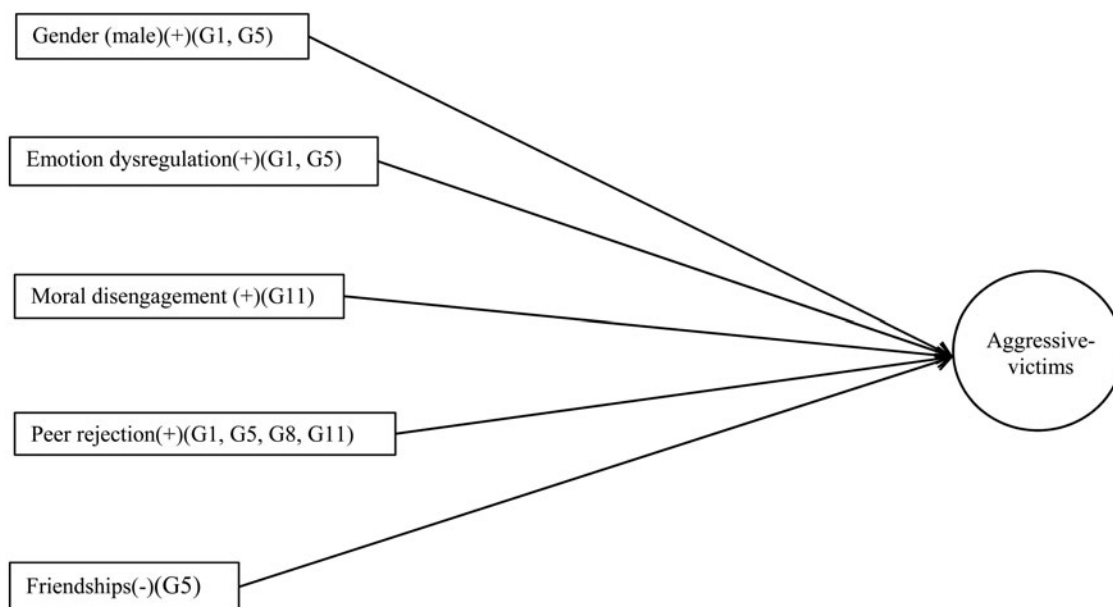 Gender (male)(+)(G1, G5)
Emotion dysregulation(+)(G1, G5)
Moral disengagement (+)(G11)
Aggressive-
victims
Peer rejection(+)(G1, G5, G8, G11)
Friendships(-)(G5)